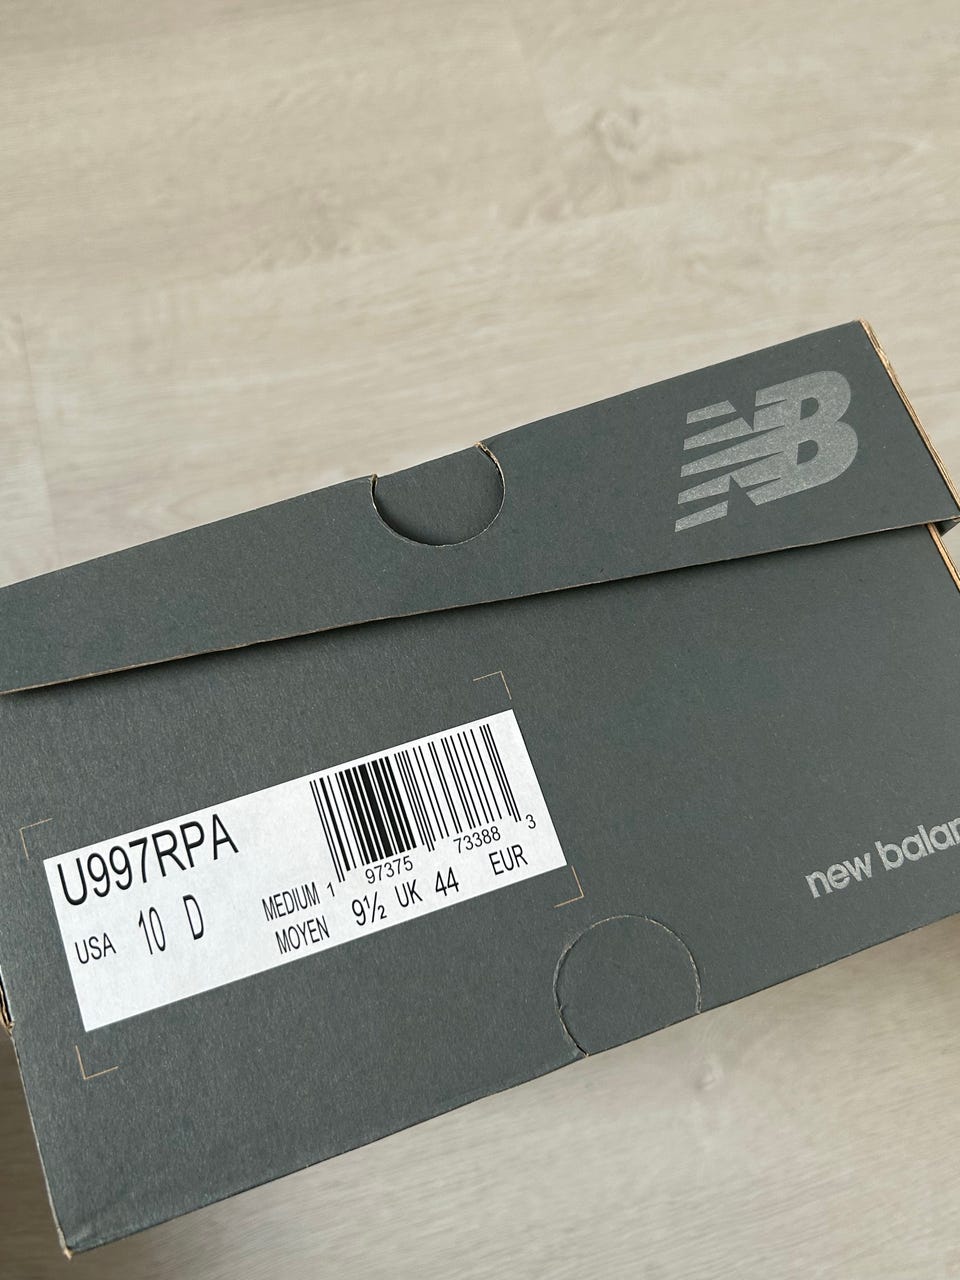 NB
U997RPA
1 97375 73388 3
USA 10 D MEDIUM 9½ UK 44 EUR
MOYEN
new balan